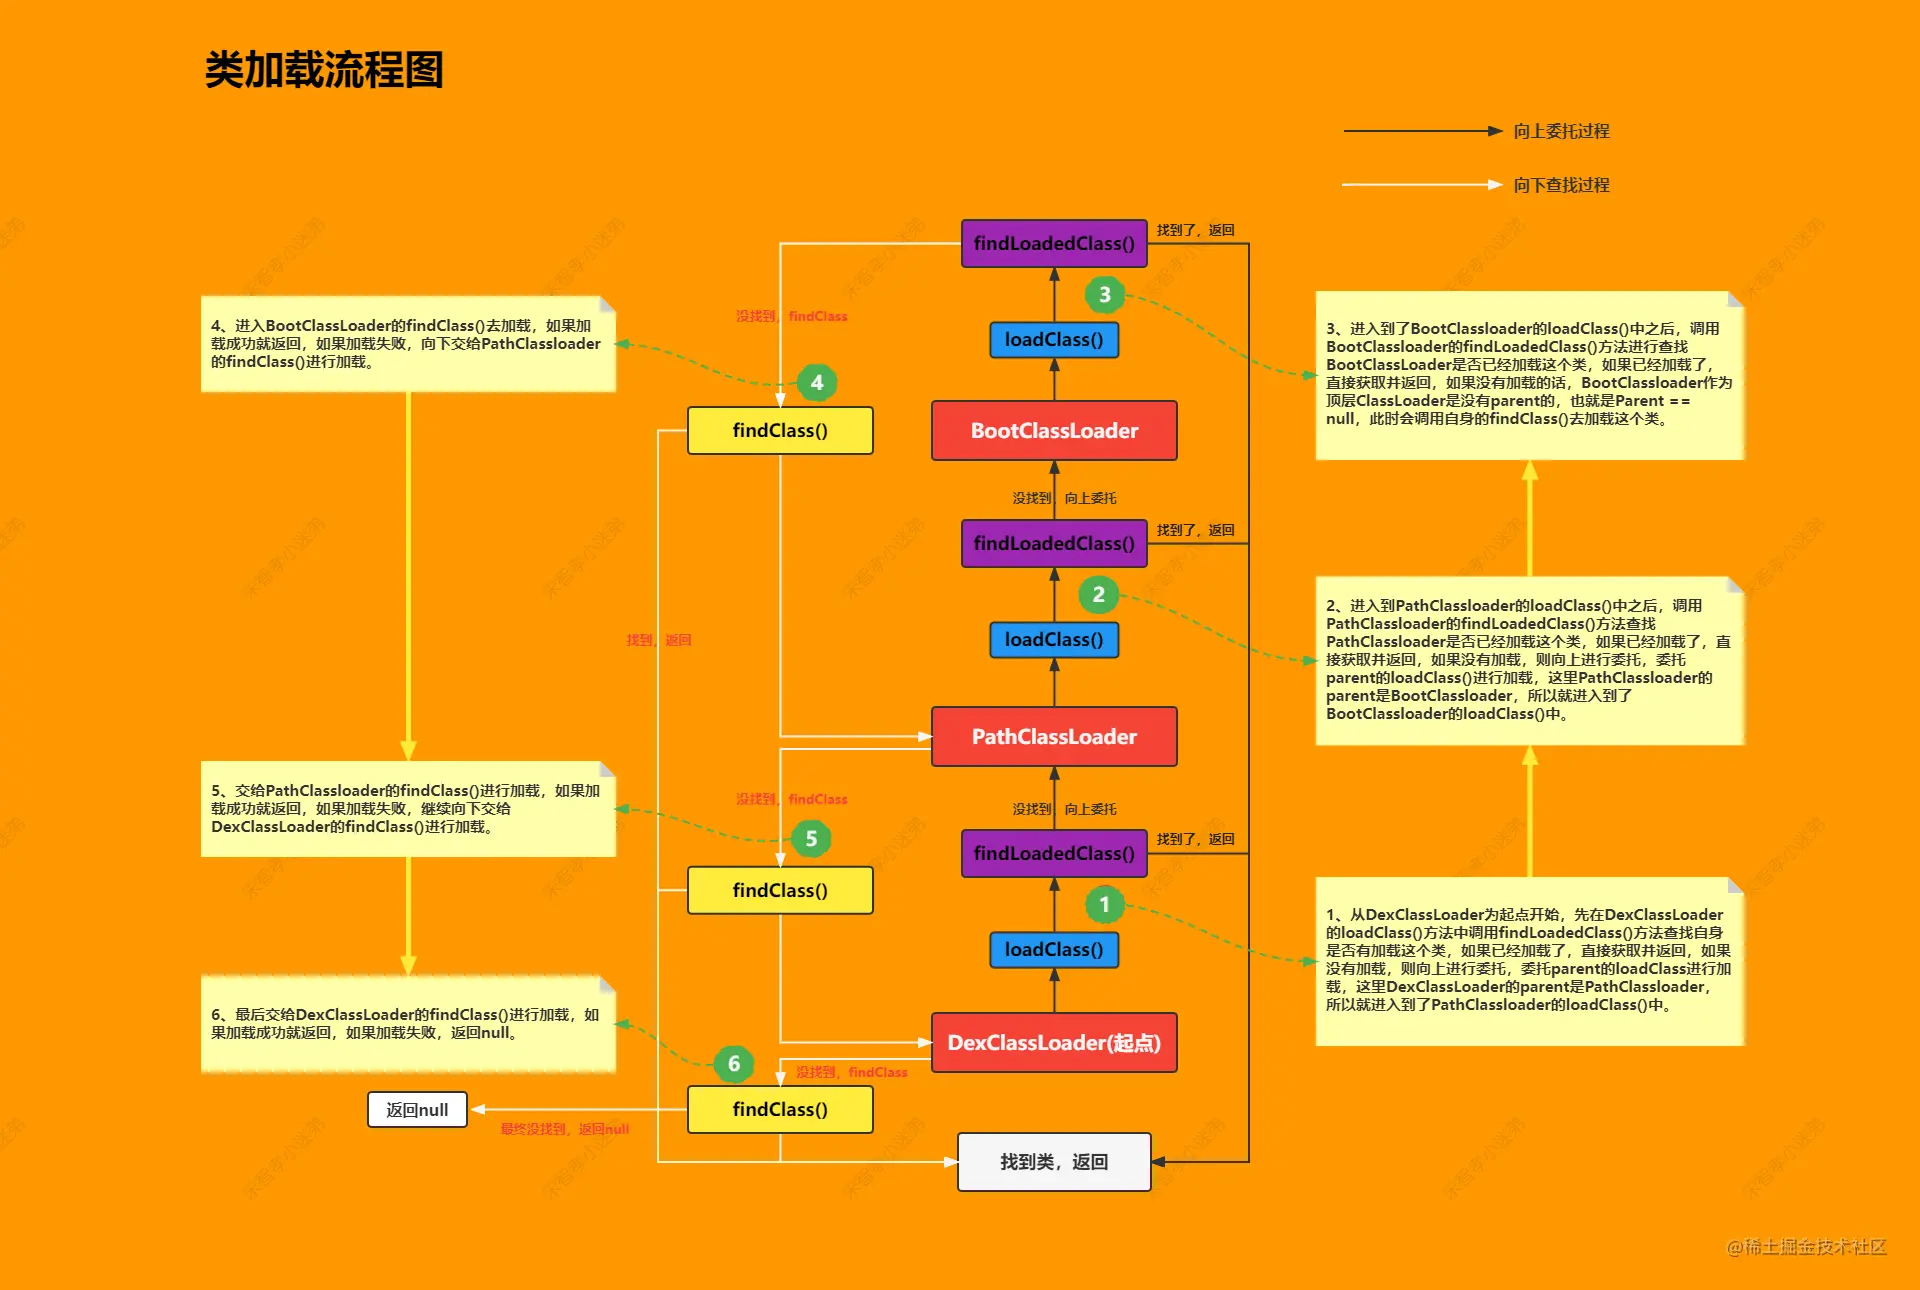 类加载流程图
向上委托过程
向下查找过程
findLoadedClass()
找到了，返回
3
没找到，findClass
loadClass()
4、进入BootClassLoader的findClass()去加载，如果加
载成功就返回，如果加载失败，向下交给PathClassloader
的findClass()进行加载。
3、进入到了BootClassloader的loadClass()中之后，调用
BootClassloader的findLoadedClass()方法进行查找
BootClassLoader是否已经加载这个类，如果已经加载了，
直接获取并返回，如果没有加载的话，BootClassloader作为
顶层ClassLoader是没有parent的，也就是Parent ==
null，此时会调用自身的findClass()去加载这个类。
4
findClass()
BootClassLoader
没找到，向上委托
findLoadedClass()
找到了，返回
2
loadClass()
找到，返回
2、进入到PathClassloader的loadClass()中之后，调用
PathClassloader的findLoadedClass()方法查找
PathClassloader是否已经加载这个类，如果已经加载了，直
接获取并返回，如果没有加载，则向上进行委托，委托
parent的loadClass()进行加载，这里PathClassloader的
parent是BootClassloader，所以就进入到了
BootClassloader的loadClass()中。
PathClassLoader
没找到，findClass
没找到，向上委托
5、交给PathClassloader的findClass()进行加载，如果加
载成功就返回，如果加载失败，继续向下交给
DexClassLoader的findClass()进行加载。
5
findLoadedClass()
找到了，返回
findClass()
1
loadClass()
1、从DexClassLoader为起点开始，先在DexClassLoader
的loadClass()方法中调用findLoadedClass()方法查找自身
是否有加载这个类，如果已经加载了，直接获取并返回，如果
没有加载，则向上进行委托，委托parent的loadClass进行加
载，这里DexClassLoader的parent是PathClassloader，
所以就进入到了PathClassloader的loadClass()中。
6、最后交给DexClassLoader的findClass()进行加载，如
果加载成功就返回，如果加载失败，返回null。
DexClassLoader(起点)
6
没找到，findClass
返回null
findClass()
最终没找到，返回null
找到类，返回
@稀土掘金技术社区